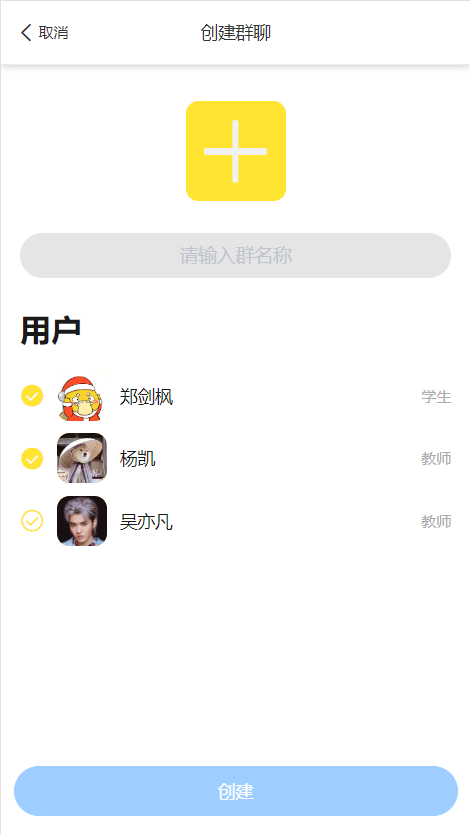 取消
创建群聊
请输入群名称
用户
郑剑枫 学生
杨凯 教师
吴亦凡 教师
创建